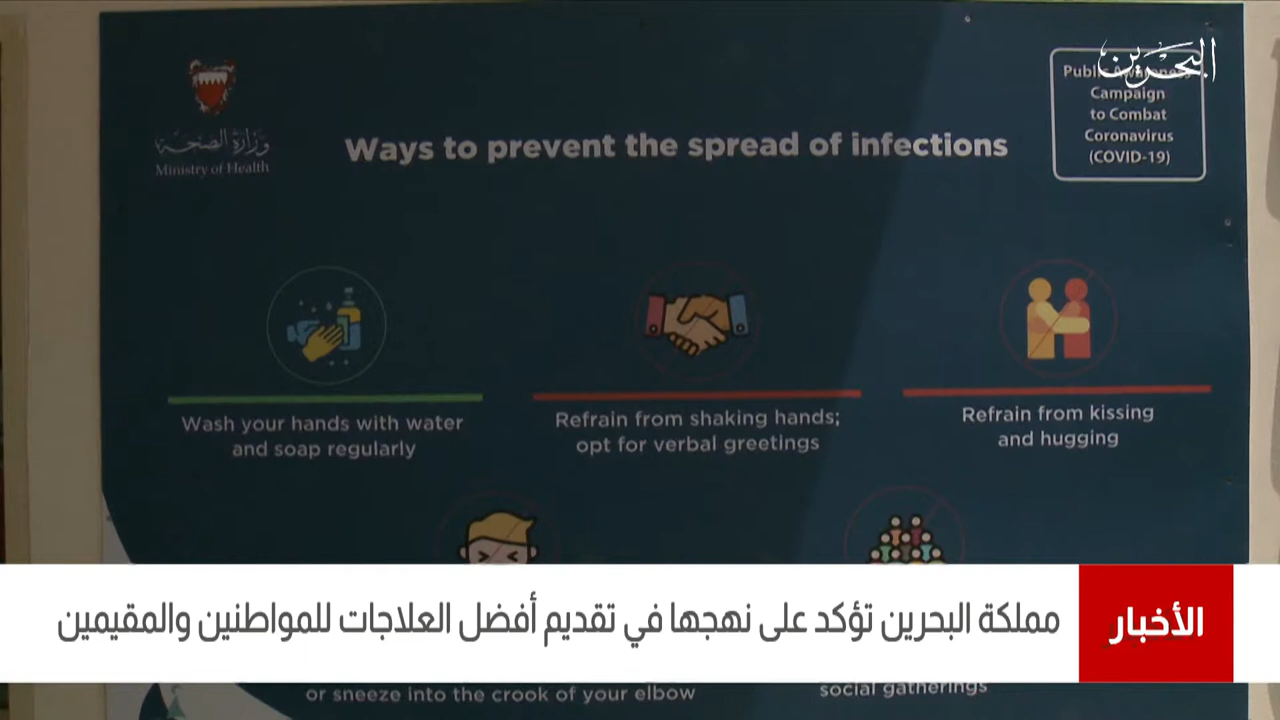 البحرين
وزارة الصحة
Ministry of Health
Ways to prevent the spread of infections
Public Awareness
Campaign
to Combat
Coronavirus
(COVID-19)
Wash your hands with water
and soap regularly
Refrain from shaking hands;
opt for verbal greetings
Refrain from kissing
and hugging
الأخبار
مملكة البحرين تؤكد على نهجها في تقديم أفضل العلاجات للمواطنين والمقيمين
or sneeze into the crook of your elbow
social gatherings